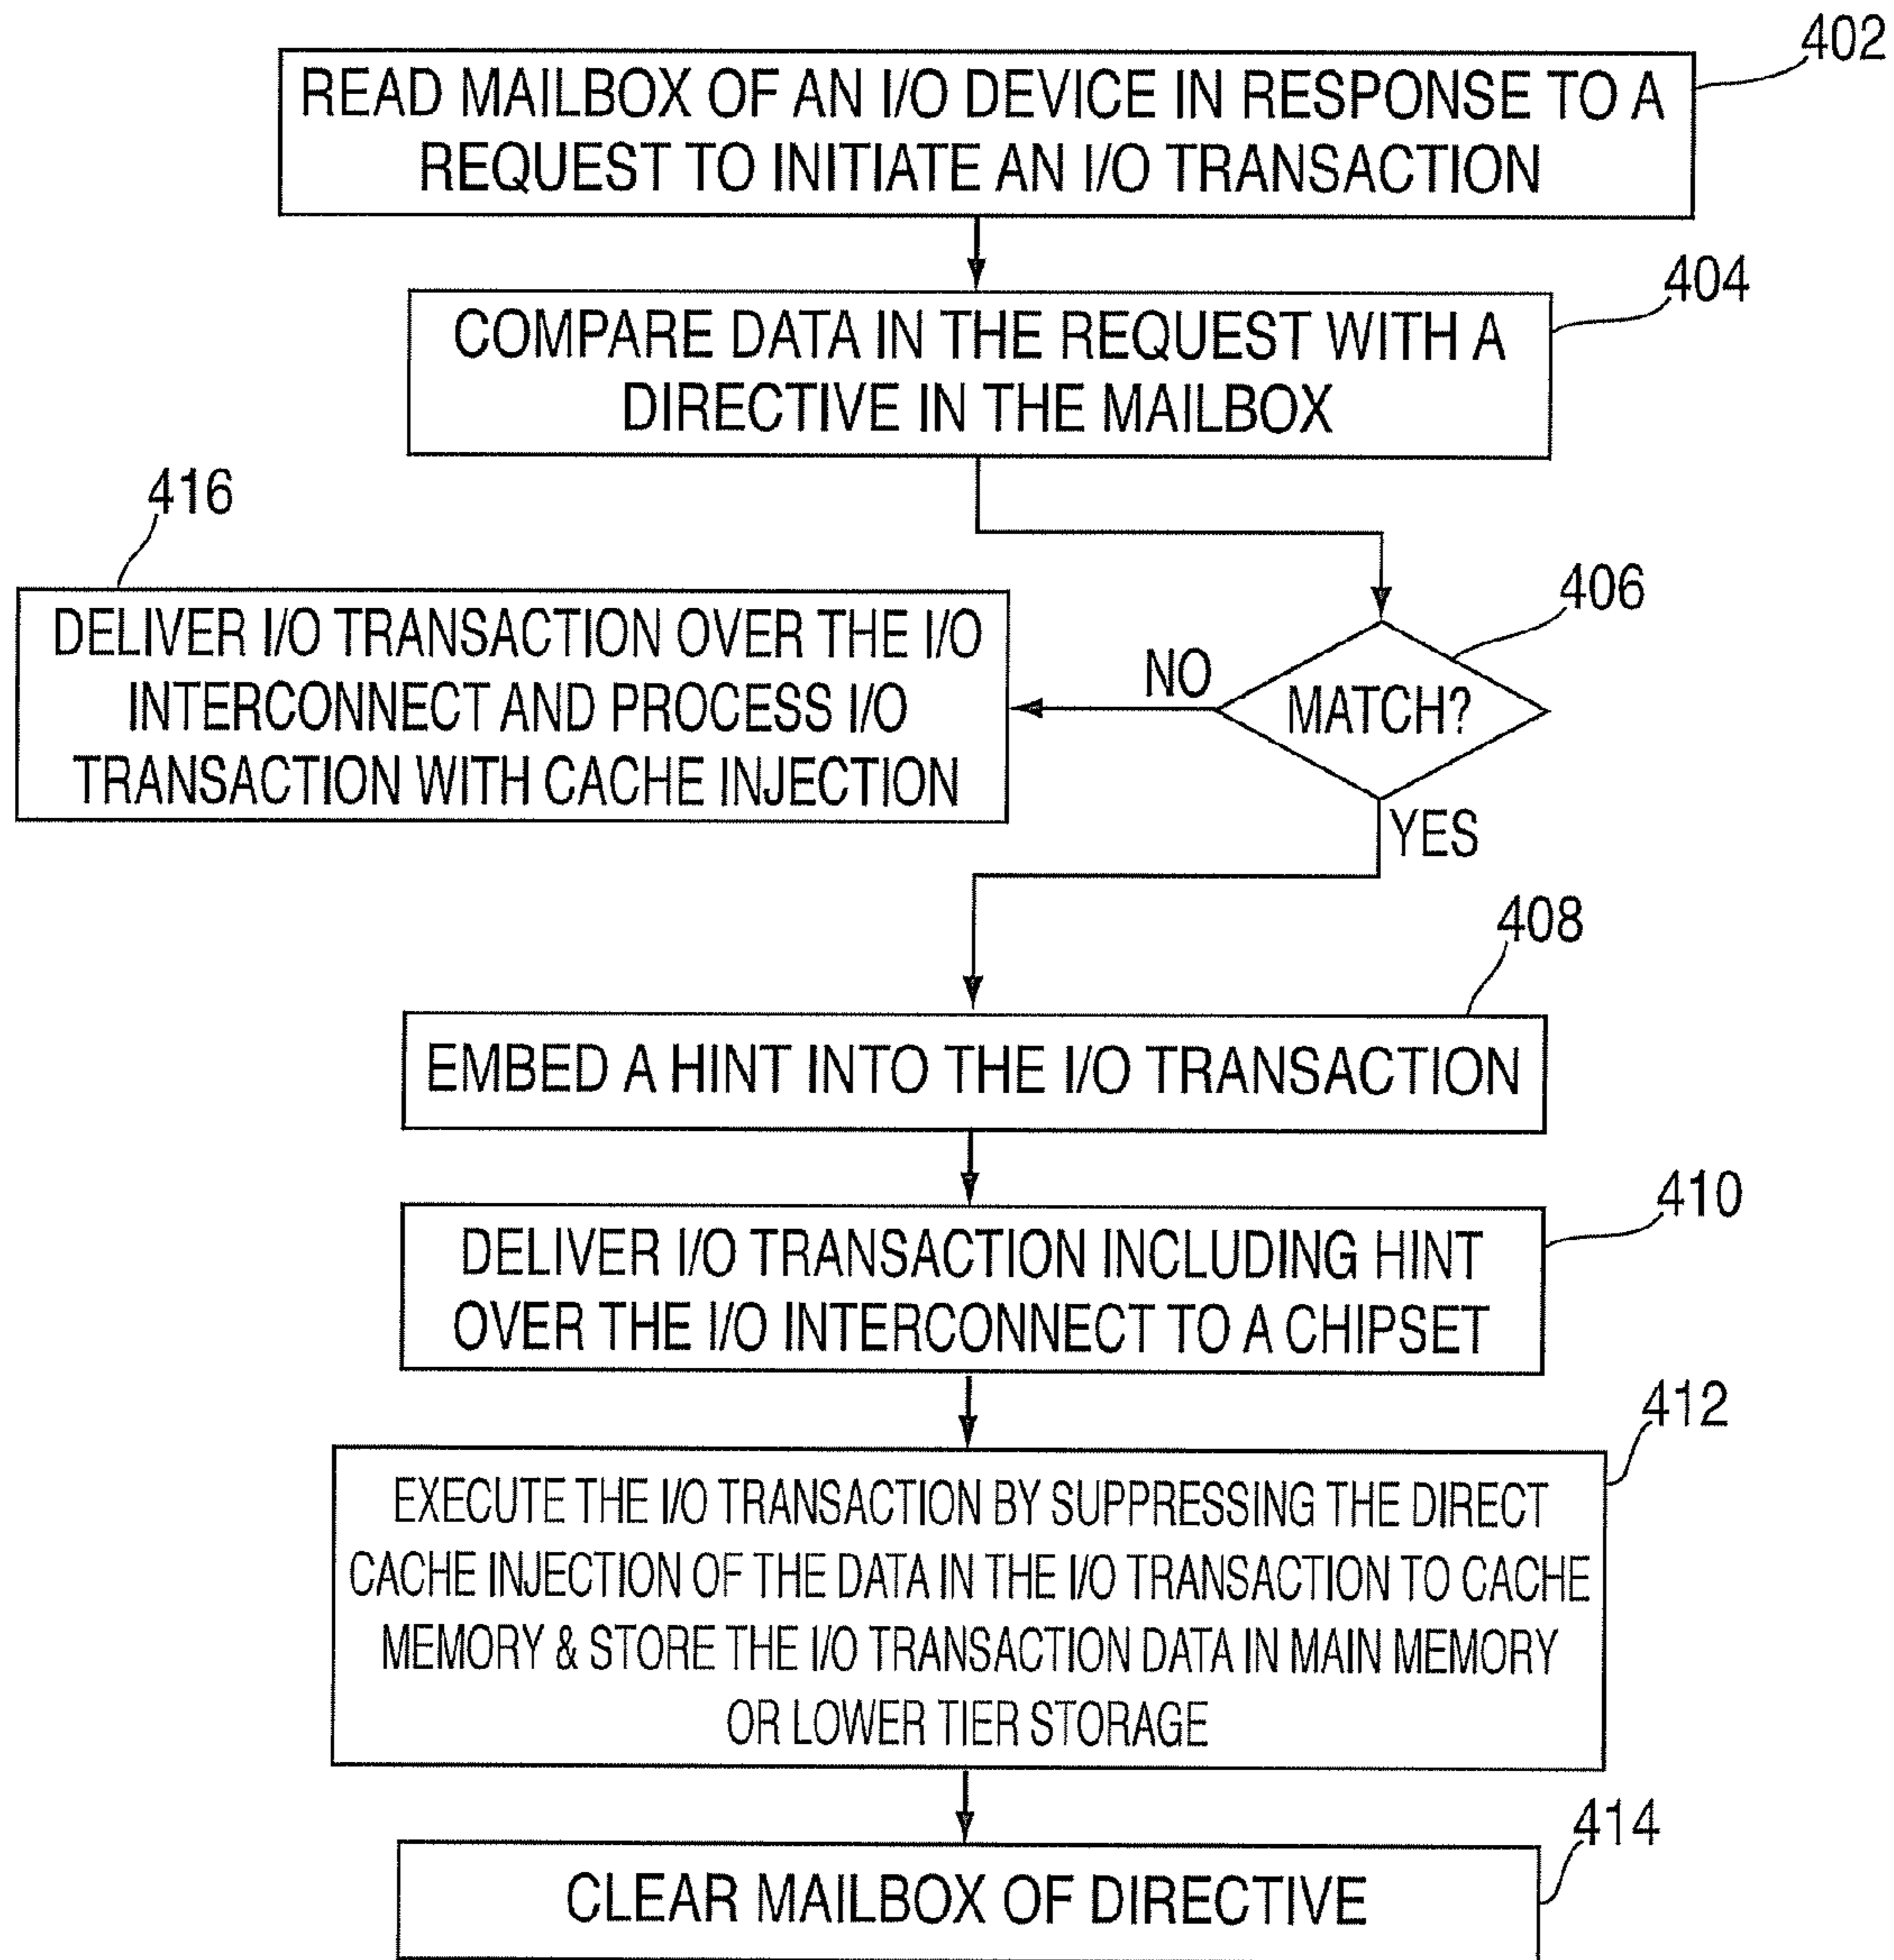 402
READ MAILBOX OF AN I/O DEVICE IN RESPONSE TO A
REQUEST TO INITIATE AN I/O TRANSACTION
404
COMPARE DATA IN THE REQUEST WITH A
DIRECTIVE IN THE MAILBOX
416
406
DELIVER I/O TRANSACTION OVER THE I/O
INTERCONNECT AND PROCESS I/O
TRANSACTION WITH CACHE INJECTION
NO
MATCH?
YES
408
EMBED A HINT INTO THE I/O TRANSACTION
410
DELIVER I/O TRANSACTION INCLUDING HINT
OVER THE I/O INTERCONNECT TO A CHIPSET
412
EXECUTE THE I/O TRANSACTION BY SUPPRESSING THE DIRECT
CACHE INJECTION OF THE DATA IN THE I/O TRANSACTION TO CACHE
MEMORY & STORE THE I/O TRANSACTION DATA IN MAIN MEMORY
OR LOWER TIER STORAGE
414
CLEAR MAILBOX OF DIRECTIVE